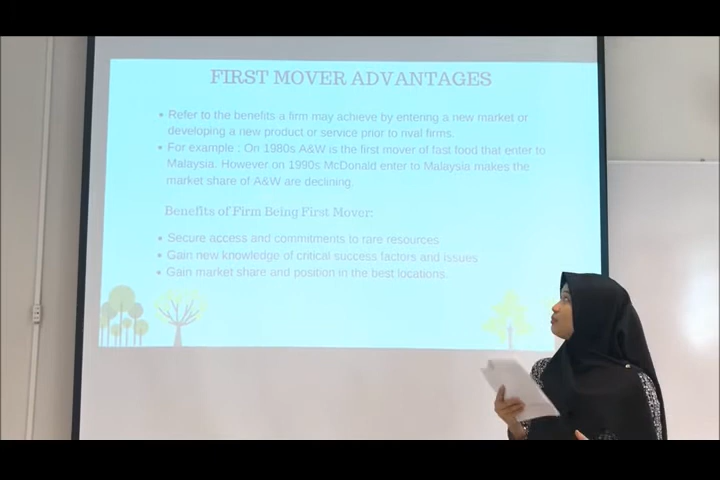 FIRST MOVER ADVANTAGES
Refer to the benefits a firm may achieve by entering a new market or
developing a new product or service prior to rival firms.
For example : On 1980s A&W is the first mover of fast food that enter to
Malaysia. However on 1990s McDonald enter to Malaysia makes the
market share of A&W are declining.
Benefits of Firm Being First Mover:
Secure access and commitments to rare resources
Gain new knowledge of critical success factors and issues
Gain market share and position in the best locations.